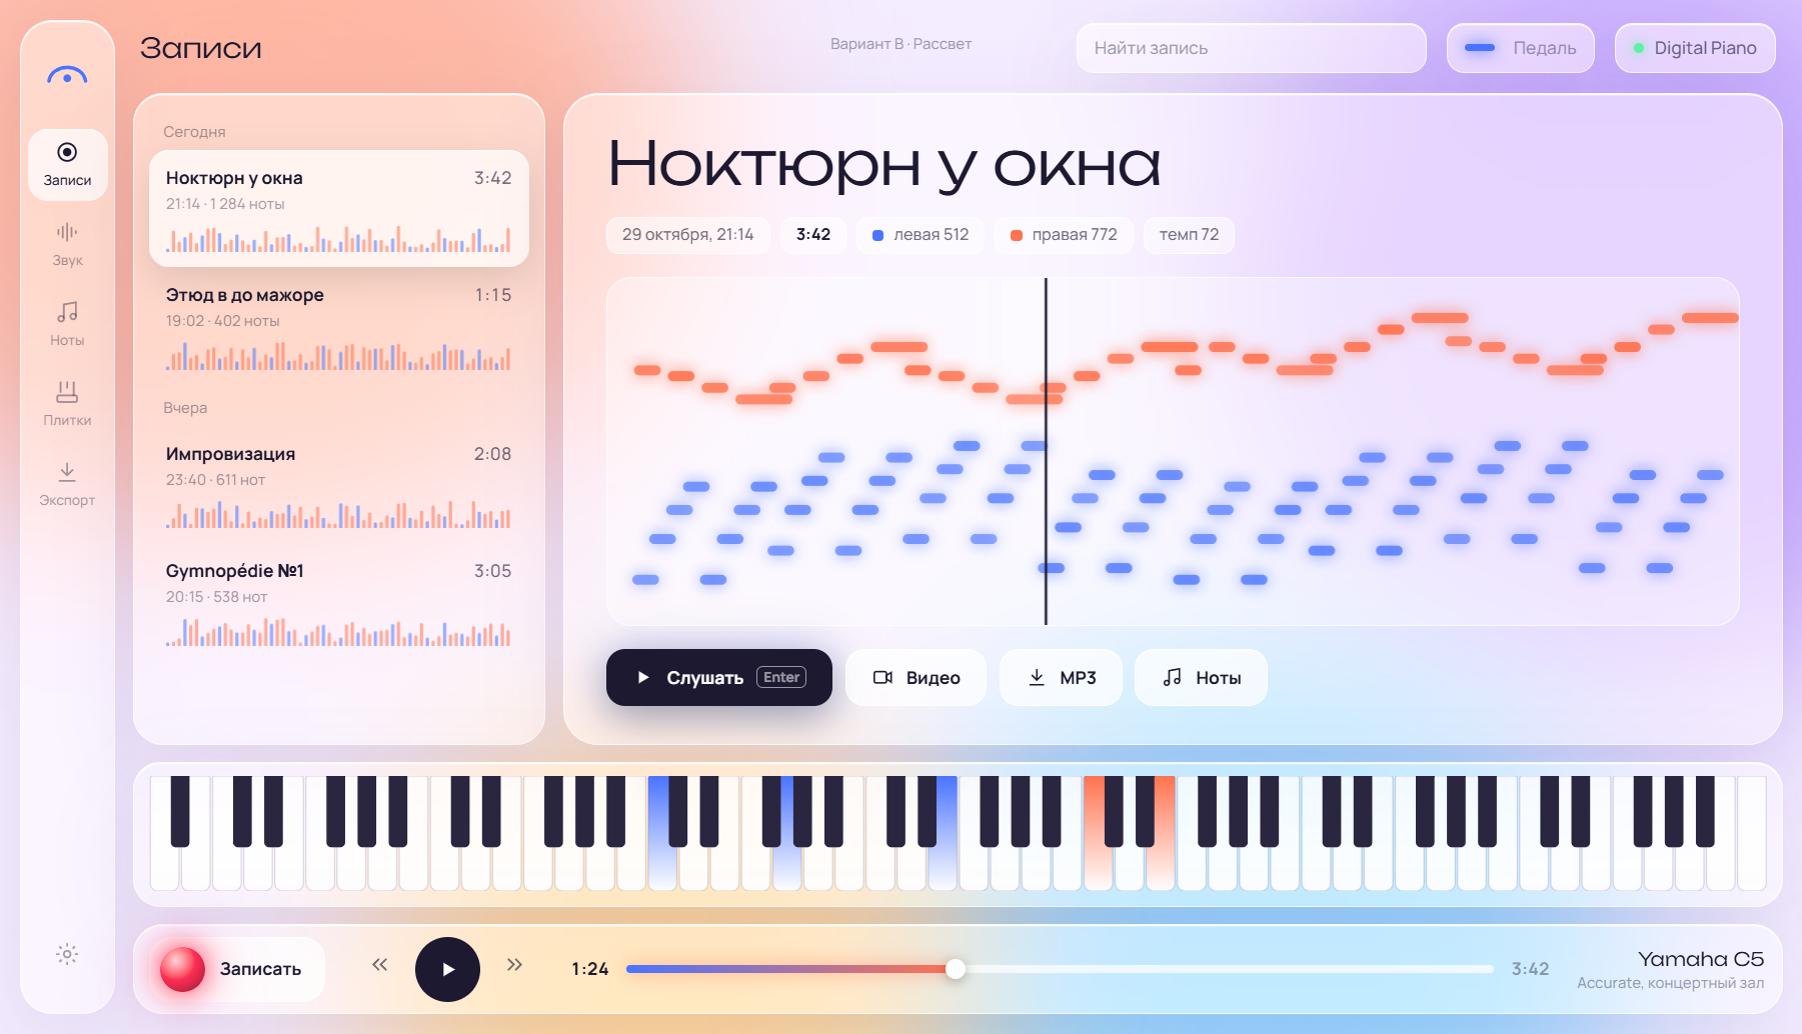 Записи
Вариант B · Рассвет
Найти запись
Педаль
Digital Piano
Записи
Звук
Ноты
Плитки
Экспорт
Сегодня
Ноктюрн у окна 3:42
21:14 · 1 284 ноты
Этюд в до мажоре 1:15
19:02 · 402 ноты
Вчера
Импровизация 2:08
23:40 · 611 нот
Gymnopédie №1 3:05
20:15 · 538 нот
Ноктюрн у окна
29 октября, 21:14 3:42 левая 512 правая 772 темп 72
Слушать Enter Видео MP3 Ноты
Записать
1:24 3:42
Yamaha C5
Accurate, концертный зал